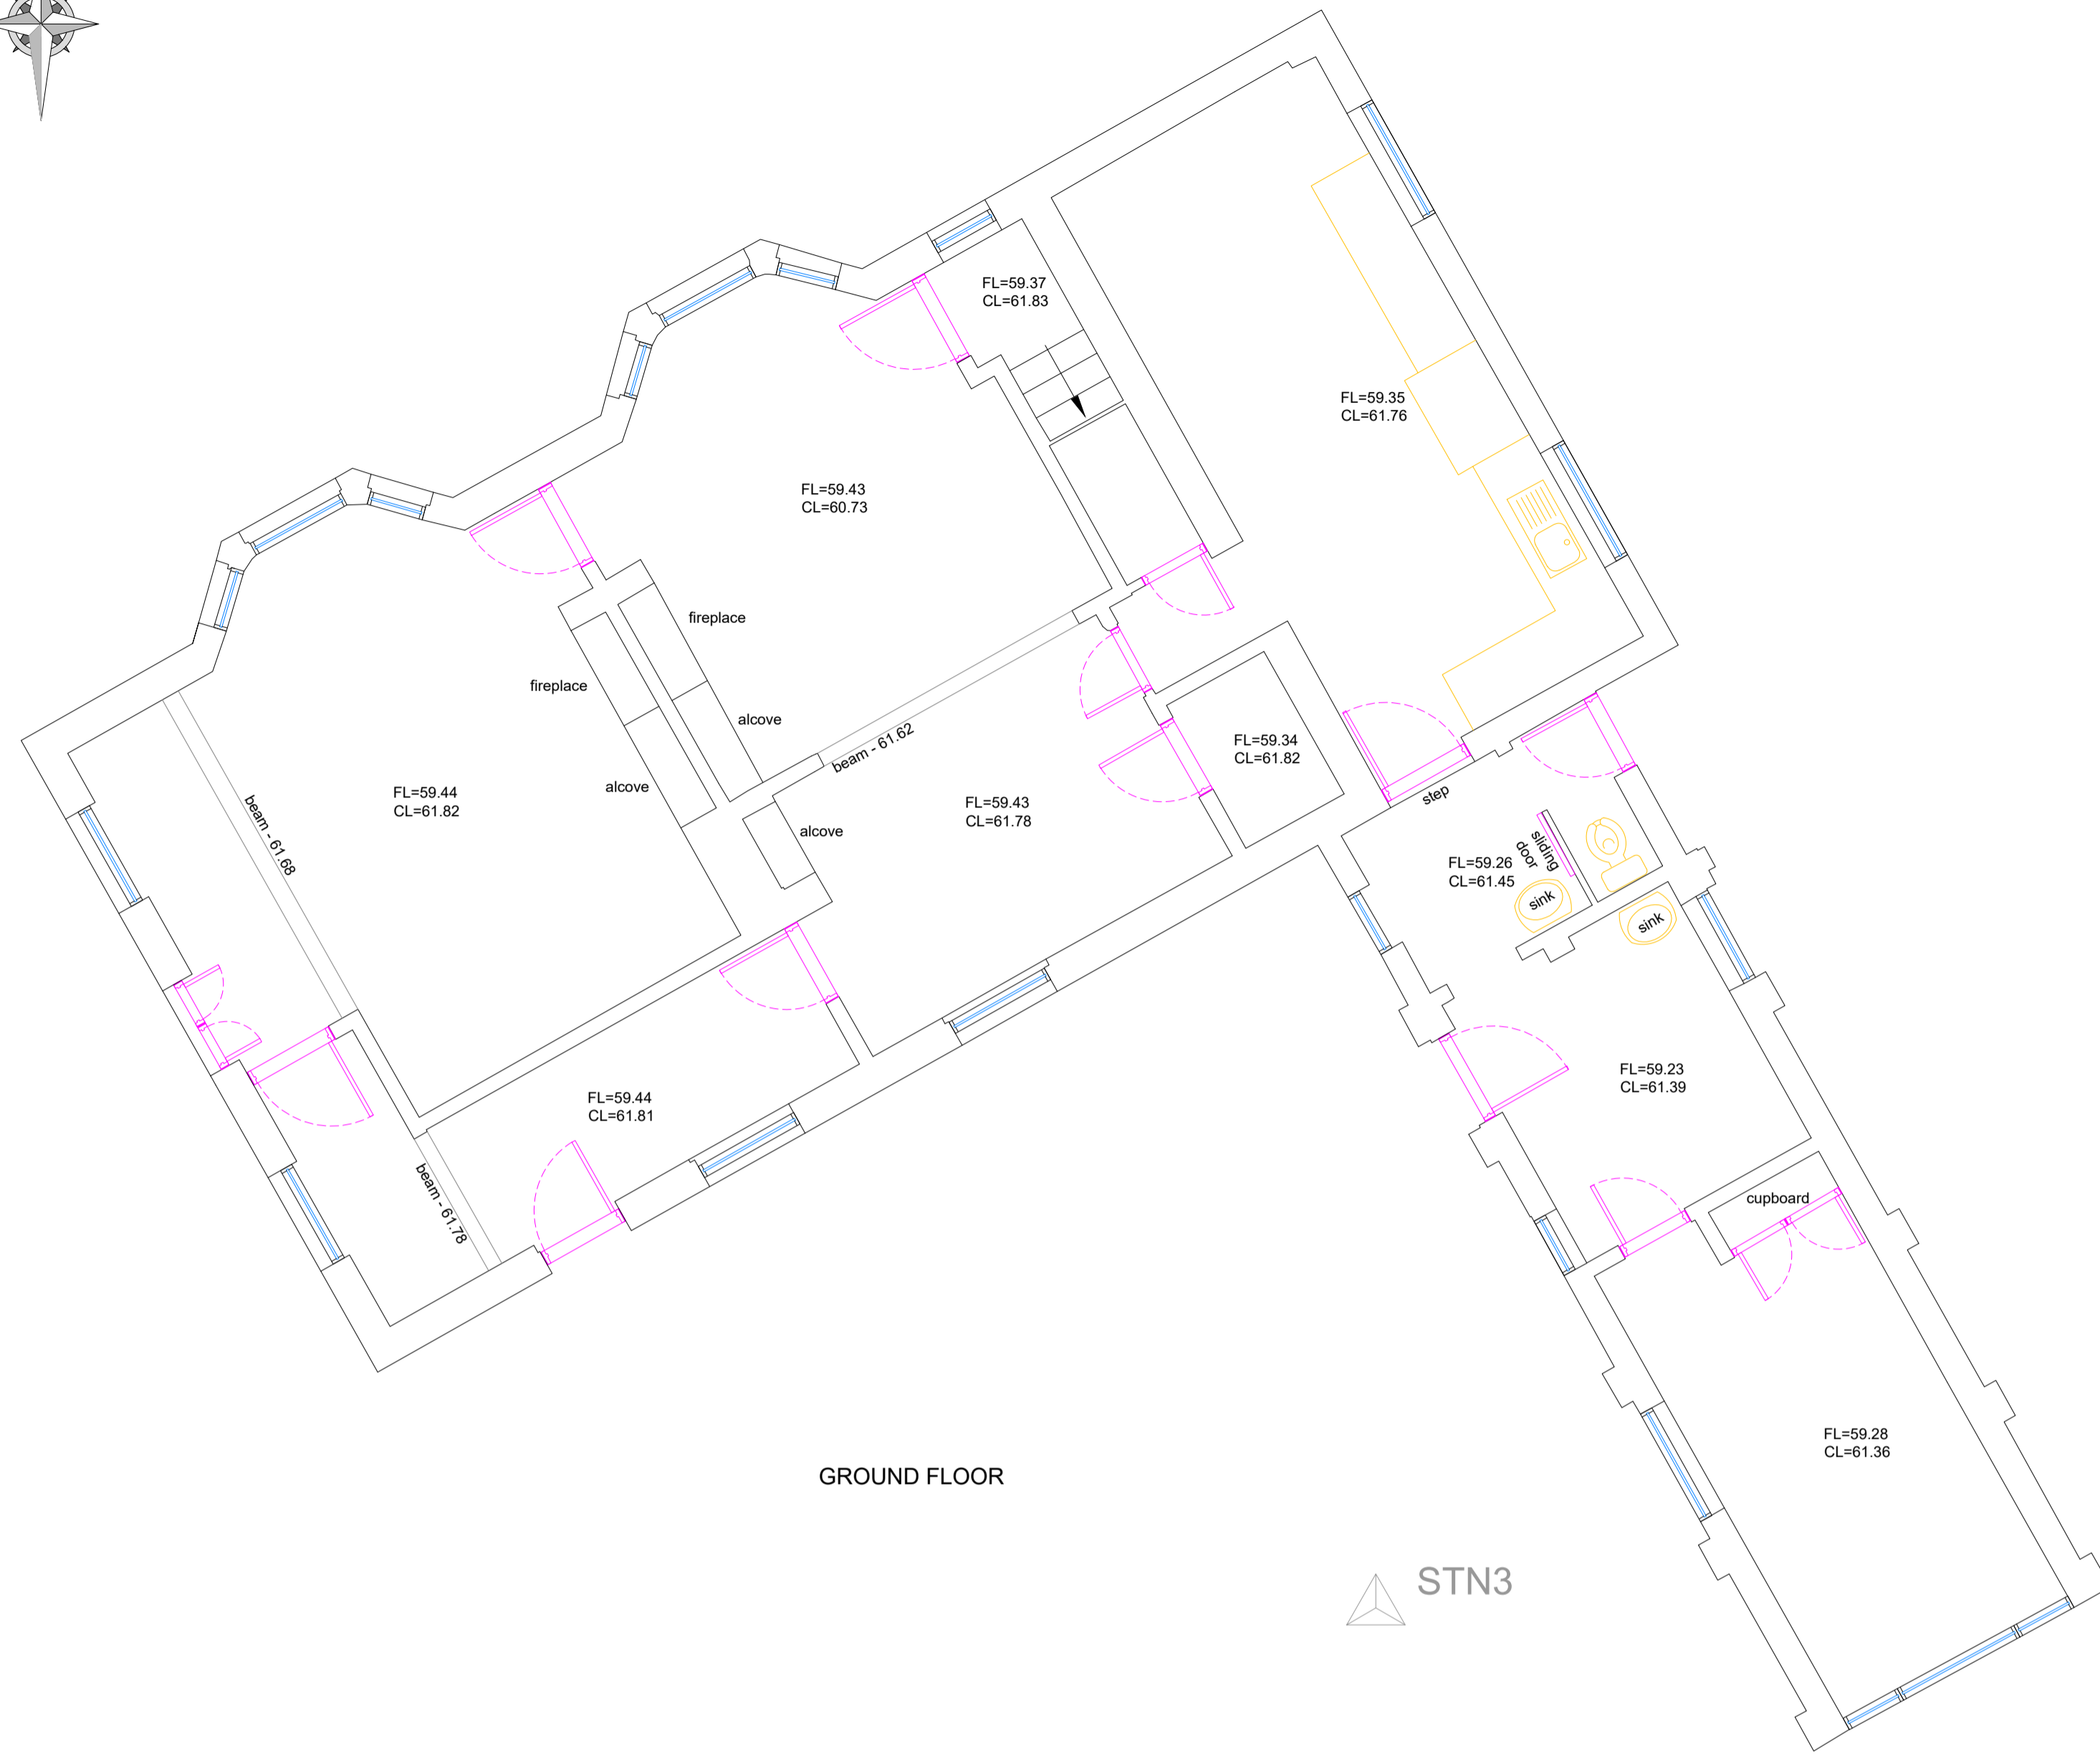 FL=59.37
CL=61.83
FL=59.35
CL=61.76
FL=59.43
CL=60.73
fireplace
fireplace
alcove
beam - 61.62
FL=59.34
CL=61.82
alcove
FL=59.44
CL=61.82
beam - 61.68
FL=59.43
CL=61.78
alcove
step
sliding
door
FL=59.26
CL=61.45
sink
sink
FL=59.23
CL=61.39
FL=59.44
CL=61.81
beam - 61.78
cupboard
FL=59.28
CL=61.36
GROUND FLOOR
STN3